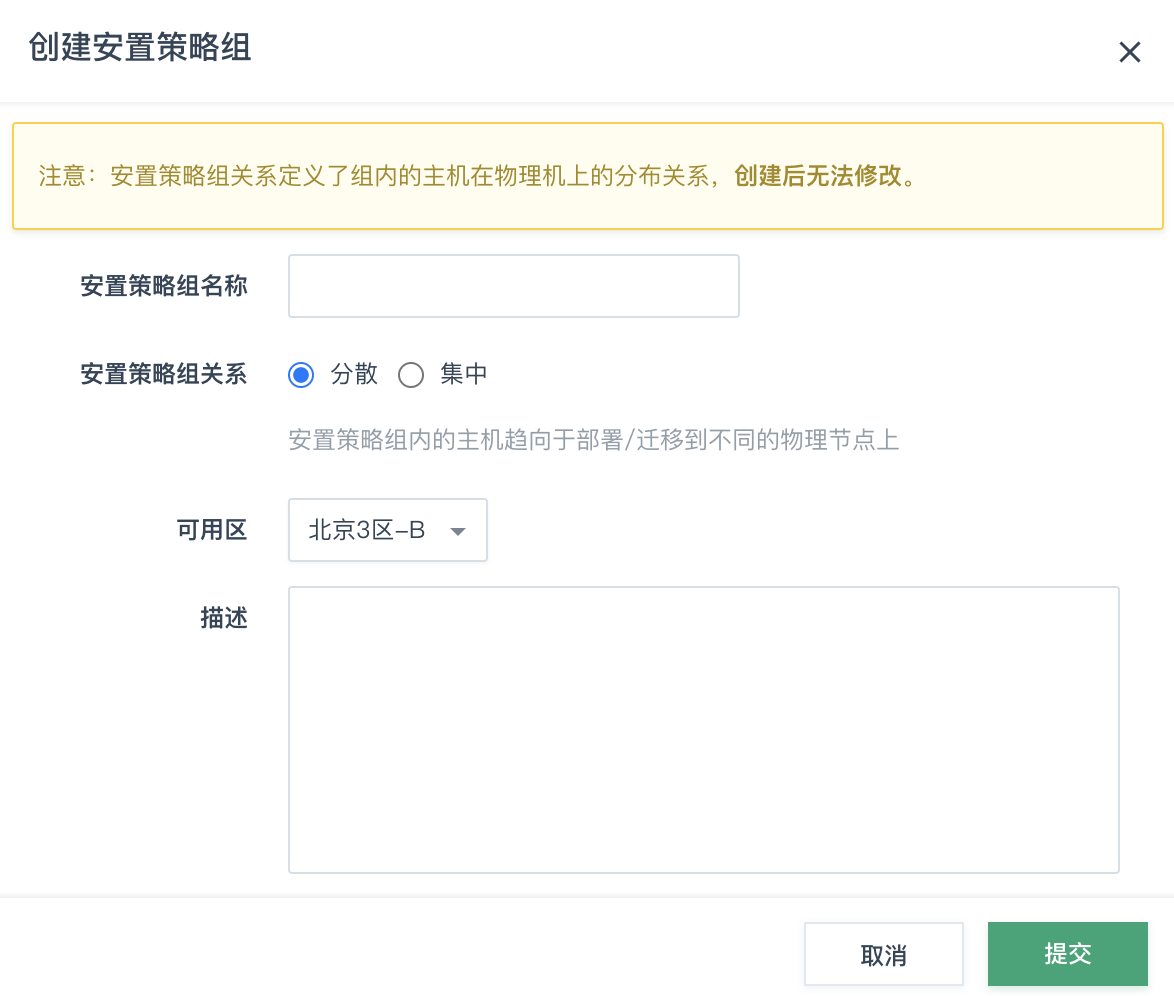 创建安置策略组
注意：安置策略组关系定义了组内的主机在物理机上的分布关系，创建后无法修改。
安置策略组名称
安置策略组关系 分散 集中
安置策略组内的主机趋向于部署/迁移到不同的物理节点上
可用区 北京3区-B
描述
取消 提交